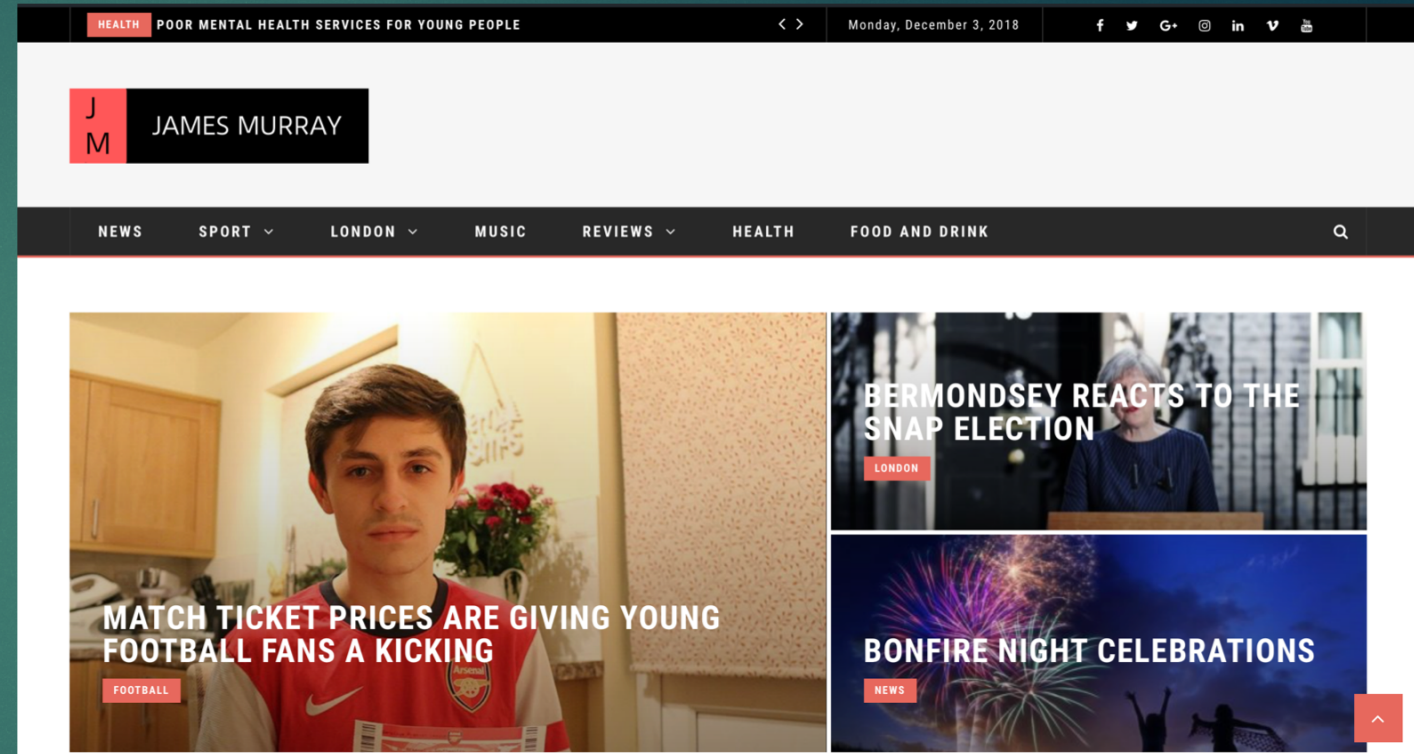 HEALTH POOR MENTAL HEALTH SERVICES FOR YOUNG PEOPLE
Monday, December 3, 2018
J
M
JAMES MURRAY
NEWS SPORT LONDON MUSIC REVIEWS HEALTH FOOD AND DRINK
MATCH TICKET PRICES ARE GIVING YOUNG
FOOTBALL FANS A KICKING
FOOTBALL
Arsenal
BERMONDSEY REACTS TO THE
SNAP ELECTION
LONDON
BONFIRE NIGHT CELEBRATIONS
NEWS